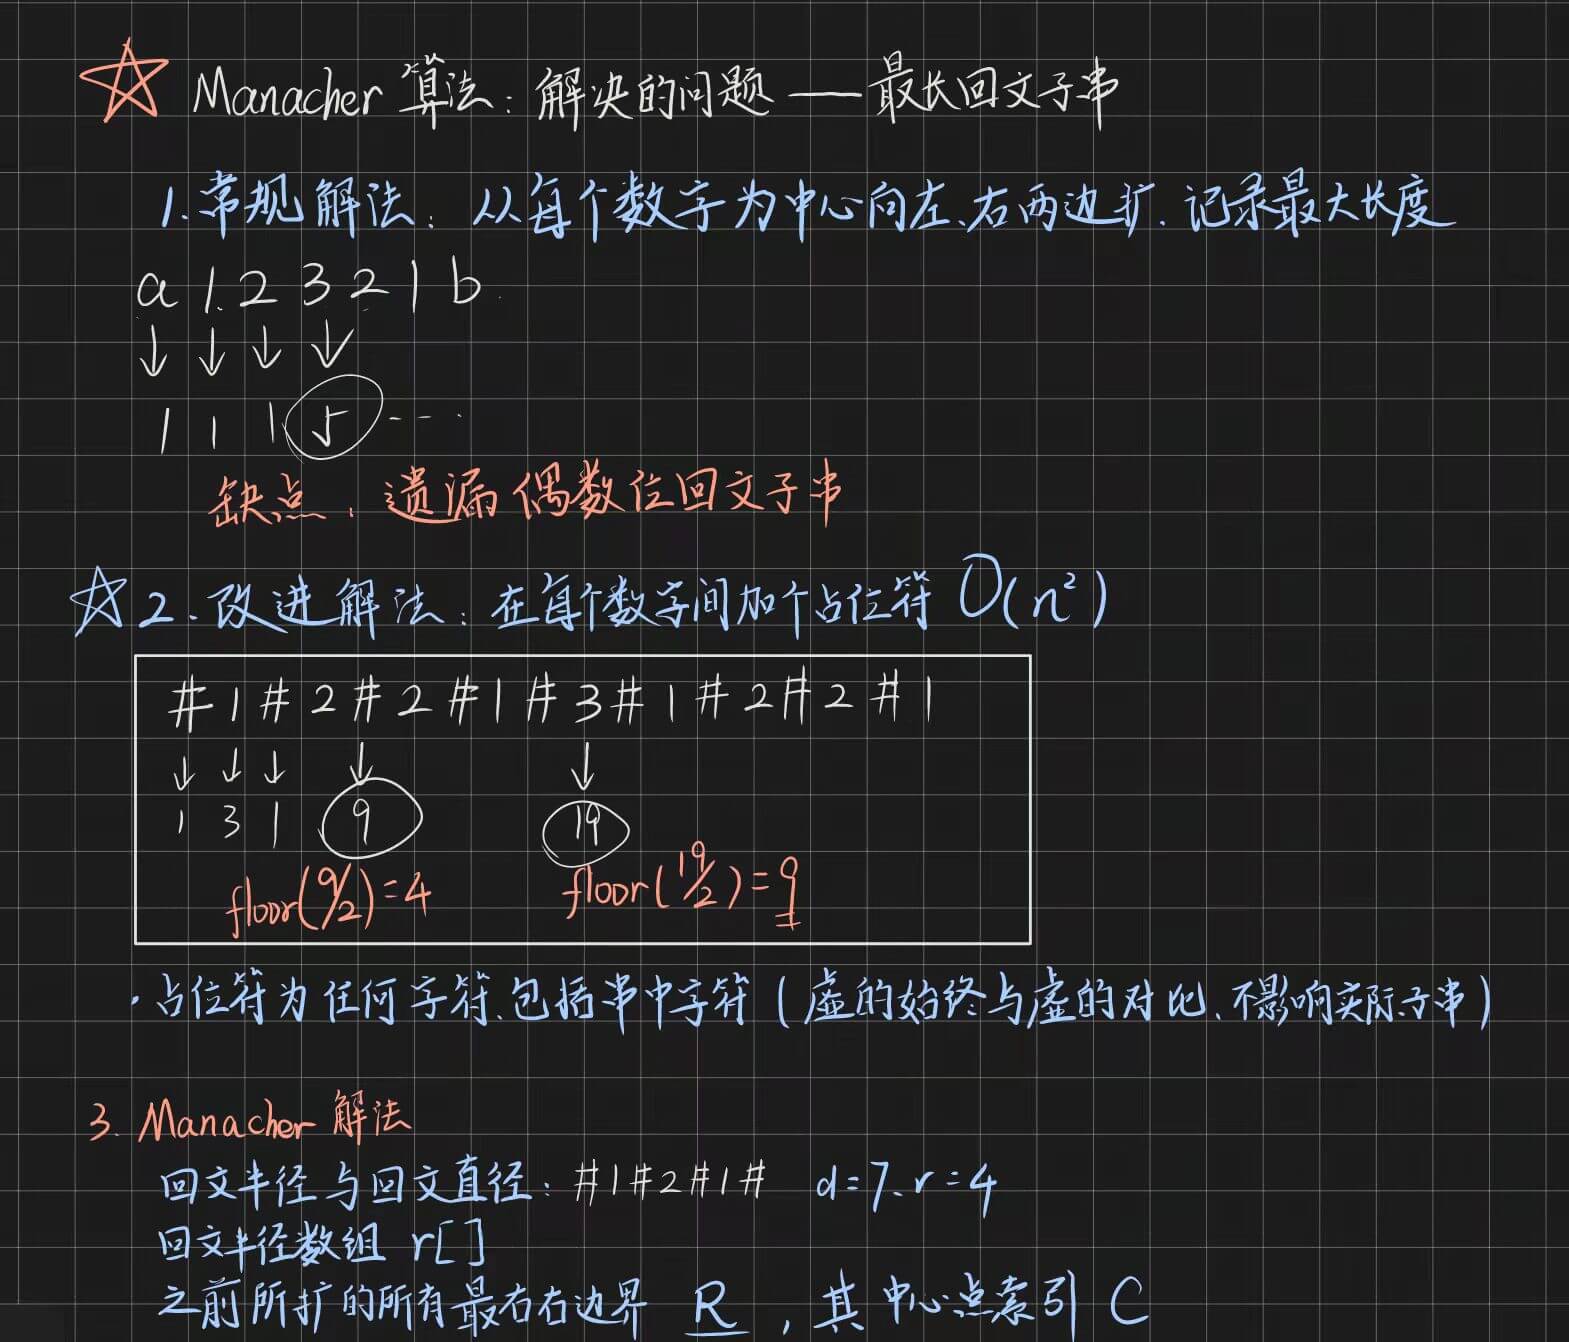 Manacher 算法：解决的问题 —— 最长回文子串
1.常规解法：从每个数字为中心向左、右两边扩.记录最大长度
a 1 2 3 2 1 b
↓ ↓ ↓ ↓
1 1 1 5 ----
缺点：遗漏偶数位回文子串
2.改进解法：在每个数字间加个占位符 O(n²)
#1#2#2#1#3#1#2#2#1
↓ ↓ ↓ ↓ ↓
1 3 1 9 19
floor(9/2)=4 floor(19/2)=9
·占位符为任何字符、包括串中字符(虚的始终与虚的对比、不影响实际子串)
3. Manacher 解法
回文半径与回文直径：#1#2#1# d=7、r=4
回文半径数组 r[]
之前所扩的所有最右右边界 R，其中心点索引 C